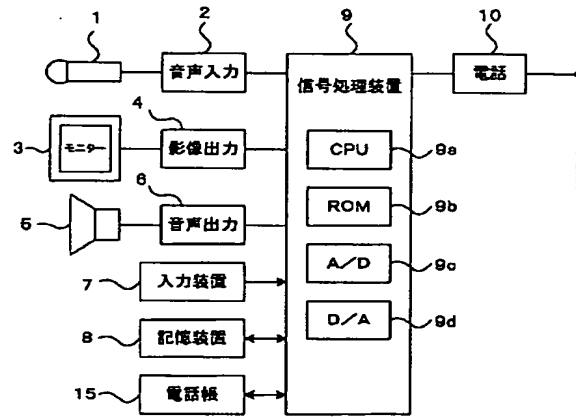 1
2
9
10
音声入力
信号処理装置
電話
4
3
モニター
影像出力
CPU
9a
6
5
音声出力
ROM
9b
7
入力装置
A/D
9c
8
記憶装置
D/A
9d
15
電話帳